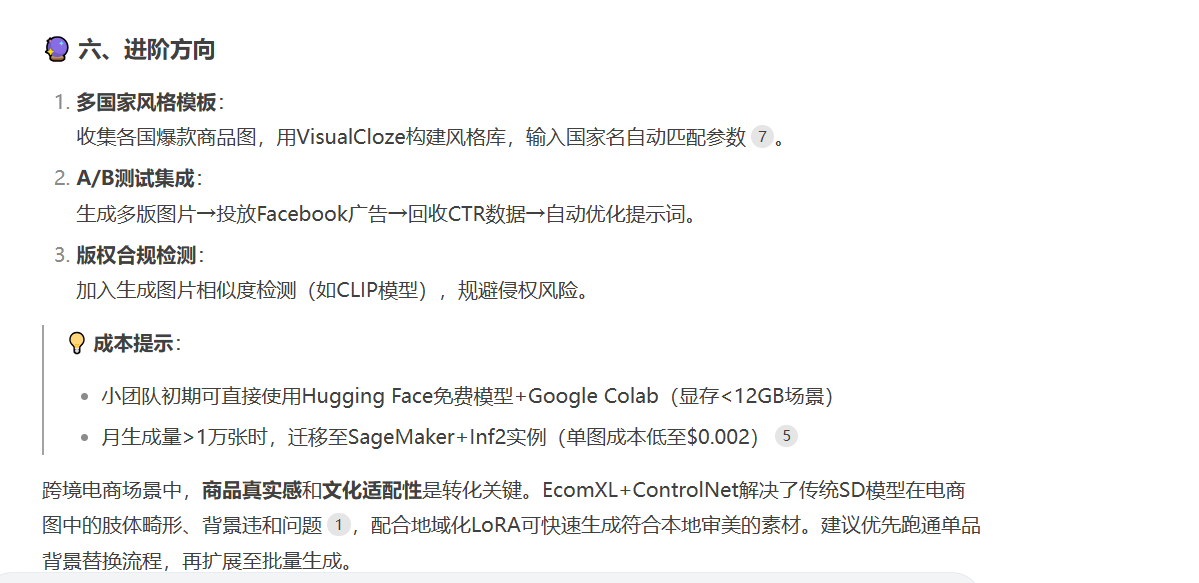 🔮 六、进阶方向
1. 多国家风格模板：
收集各国爆款商品图，用VisualCloze构建风格库，输入国家名自动匹配参数 7 。
2. A/B测试集成：
生成多版图片→投放Facebook广告→回收CTR数据→自动优化提示词。
3. 版权合规检测：
加入生成图片相似度检测（如CLIP模型），规避侵权风险。
💡 成本提示：
• 小团队初期可直接使用Hugging Face免费模型+Google Colab（显存<12GB场景）
• 月生成量>1万张时，迁移至SageMaker+Inf2实例（单图成本低至$0.002） 5
跨境电商场景中，商品真实感和文化适配性是转化关键。EcomXL+ControlNet解决了传统SD模型在电商
图中的肢体畸形、背景违和问题 1 ，配合地域化LoRA可快速生成符合本地审美的素材。建议优先跑通单品
背景替换流程，再扩展至批量生成。